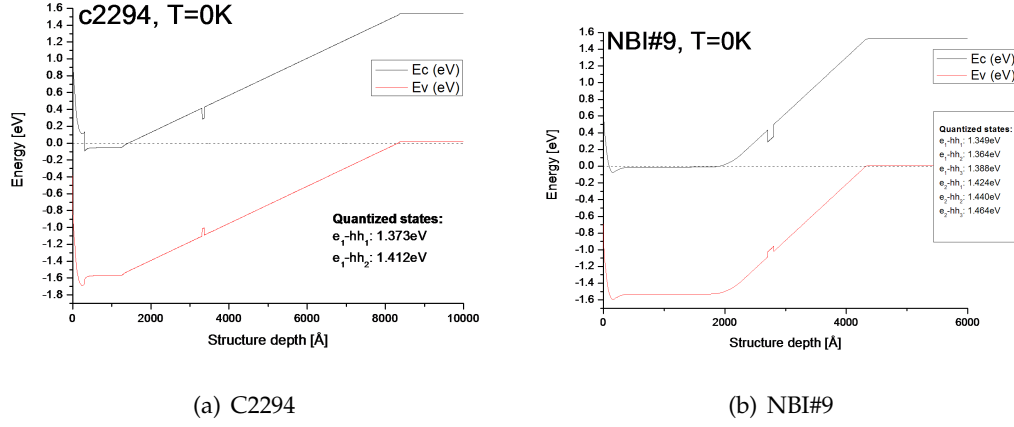 c2294, T=0K
1.6
1.4
1.2
1.0
0.8
0.6
0.4
0.2
0.0
-0.2
-0.4
-0.6
-0.8
-1.0
-1.2
-1.4
-1.6
-1.8
Energy [eV]
Ec (eV)
Ev (eV)
Quantized states:
e1-hh1: 1.373eV
e1-hh2: 1.412eV
0 2000 4000 6000 8000 10000
Structure depth [Å]
(a) C2294
NBI#9, T=0K
1.6
1.4
1.2
1.0
0.8
0.6
0.4
0.2
0.0
-0.2
-0.4
-0.6
-0.8
-1.0
-1.2
-1.4
-1.6
Energy [eV]
Ec (eV)
Ev (eV)
Quantized states:
e1-hh1: 1.349eV
e1-hh2: 1.364eV
e1-hh3: 1.388eV
e2-hh1: 1.424eV
e2-hh2: 1.440eV
e2-hh3: 1.464eV
0 2000 4000 6000
Structure depth [Å]
(b) NBI#9